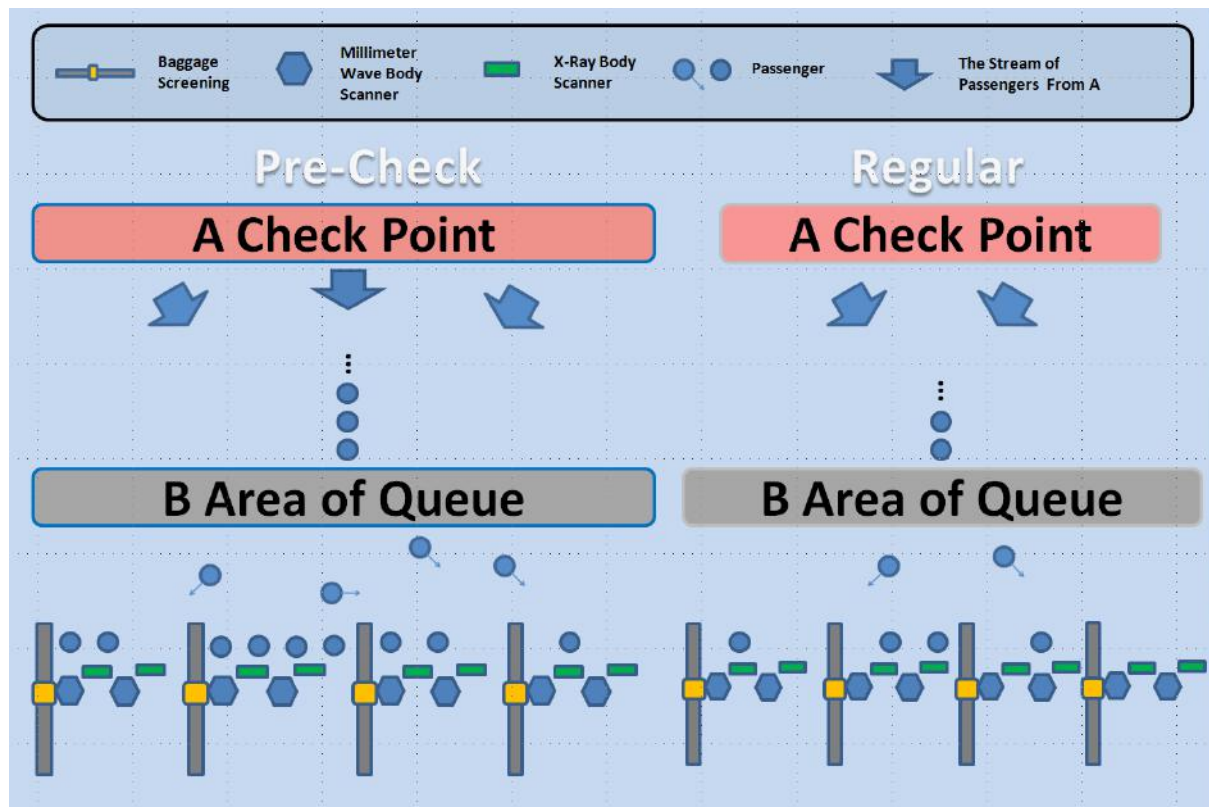 Baggage
Screening
Millimeter
Wave Body
Scanner
X-Ray Body
Scanner
Passenger
The Stream of
Passengers From A
Pre-Check
Regular
A Check Point
A Check Point
...
...
B Area of Queue
B Area of Queue